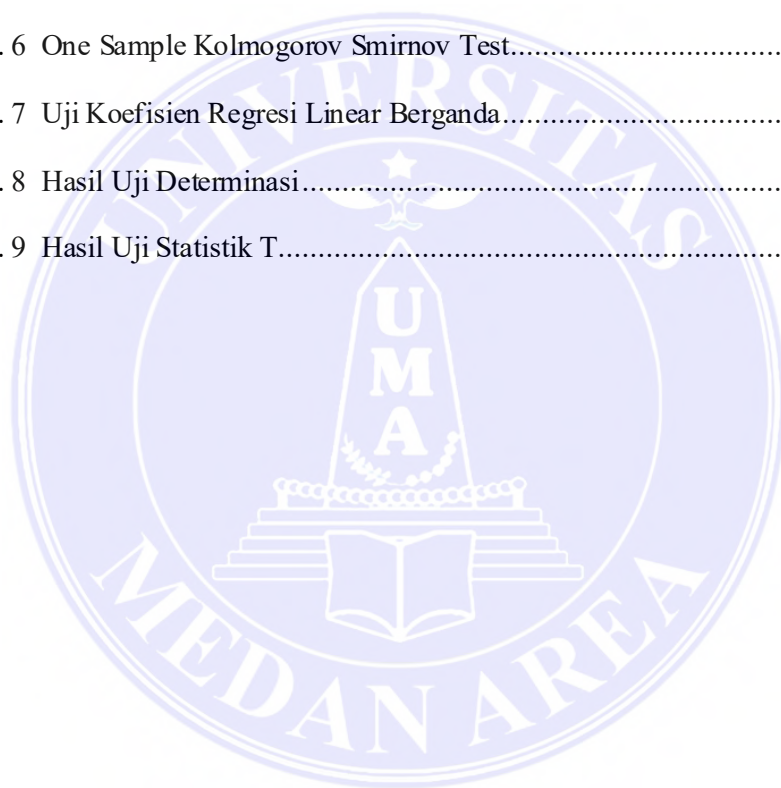 . 6 One Sample Kolmogorov Smirnov Test....................................
. 7 Uji Koefisien Regresi Linear Berganda.....................................
. 8 Hasil Uji Determinasi...............................................................
. 9 Hasil Uji Statistik T..................................................................
UNIVERSITAS
UMA
MEDAN AREA